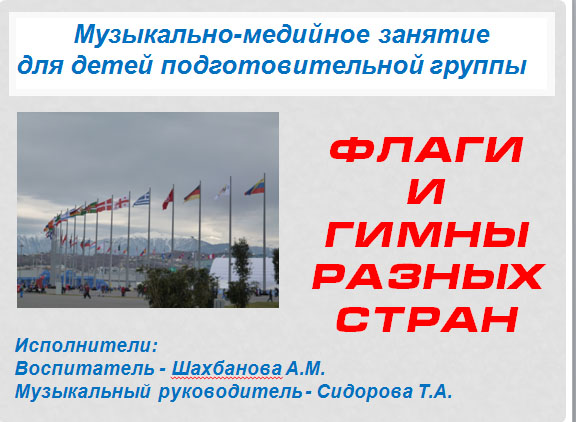 Музыкально-медийное занятие
для детей подготовительной группы
ФЛАГИ
И
ГИМНЫ
РАЗНЫХ
СТРАН
Исполнители:
Воспитатель - Шахбанова А.М.
Музыкальный руководитель - Сидорова Т.А.